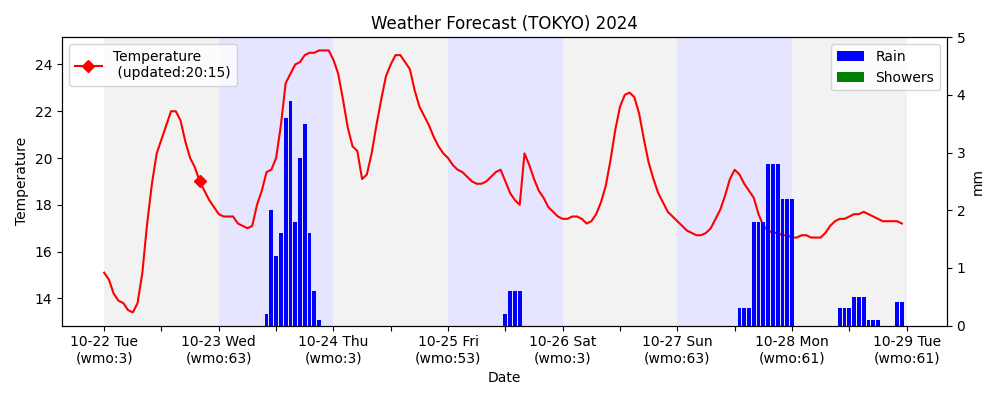 Weather Forecast (TOKYO) 2024
Temperature
(updated:20:15)
Rain
Showers
24
22
20
18
16
14
Temperature
5
4
3
2
1
0
mm
10-22 Tue 10-23 Wed 10-24 Thu 10-25 Fri 10-26 Sat 10-27 Sun 10-28 Mon 10-29 Tue
(wmo:3) (wmo:63) (wmo:3) (wmo:53) (wmo:3) (wmo:63) (wmo:61) (wmo:61)
Date